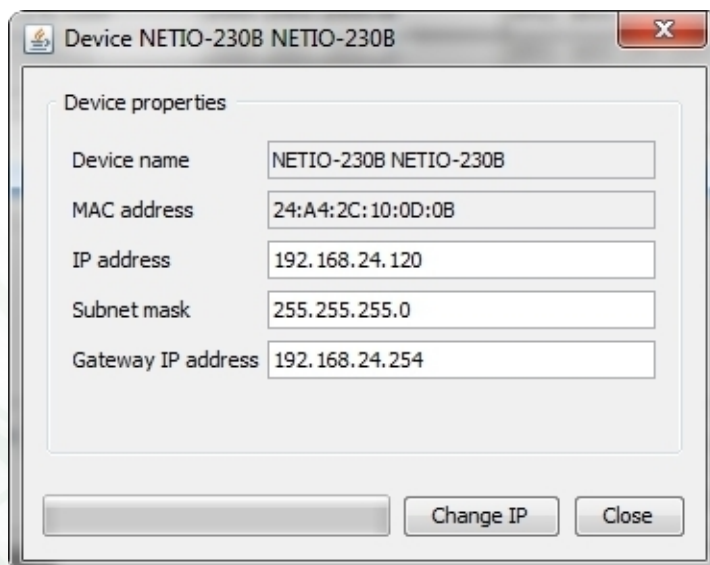 Device NETIO-230B NETIO-230B
Device properties
Device name NETIO-230B NETIO-230B
MAC address 24:A4:2C:10:0D:0B
IP address 192.168.24.120
Subnet mask 255.255.255.0
Gateway IP address 192.168.24.254
Change IP Close